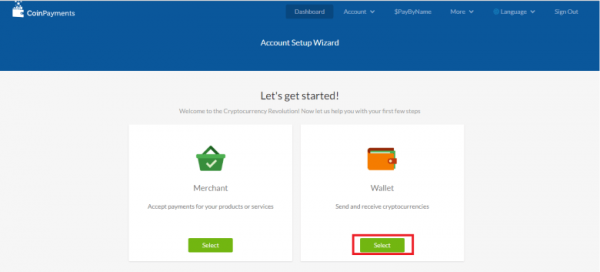 CoinPayments
Dashboard Account $PayByName More Language Sign Out
Account Setup Wizard
Let's get started!
Welcome to the Cryptocurrency Revolution! Now let us help you with your first few steps
Merchant
Accept payments for your products or services
Select
Wallet
Send and receive cryptocurrencies
Select